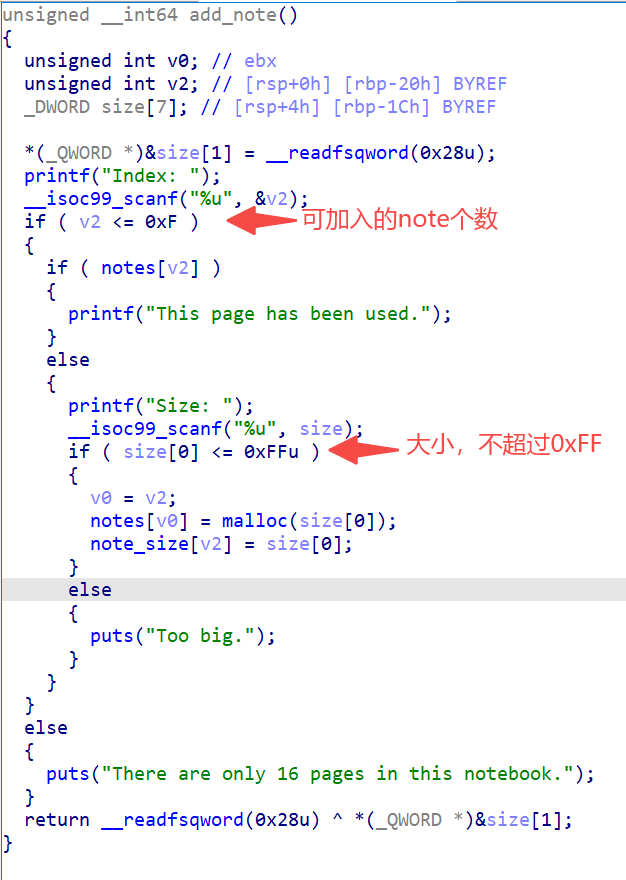 unsigned __int64 add_note()
{
  unsigned int v0; // ebx
  unsigned int v2; // [rsp+0h] [rbp-20h] BYREF
  _DWORD size[7]; // [rsp+4h] [rbp-1Ch] BYREF

  *(_QWORD *)&size[1] = __readfsqword(0x28u);
  printf("Index: ");
  __isoc99_scanf("%u", &v2);
  if ( v2 <= 0xF ) 可加入的note个数
  {
    if ( notes[v2] )
    {
      printf("This page has been used.");
    }
    else
    {
      printf("Size: ");
      __isoc99_scanf("%u", size);
      if ( size[0] <= 0xFFu ) 大小，不超过0xFF
      {
        v0 = v2;
        notes[v0] = malloc(size[0]);
        note_size[v2] = size[0];
      }
      else
      {
        puts("Too big.");
      }
    }
  }
  else
  {
    puts("There are only 16 pages in this notebook.");
  }
  return __readfsqword(0x28u) ^ *(_QWORD *)&size[1];
}